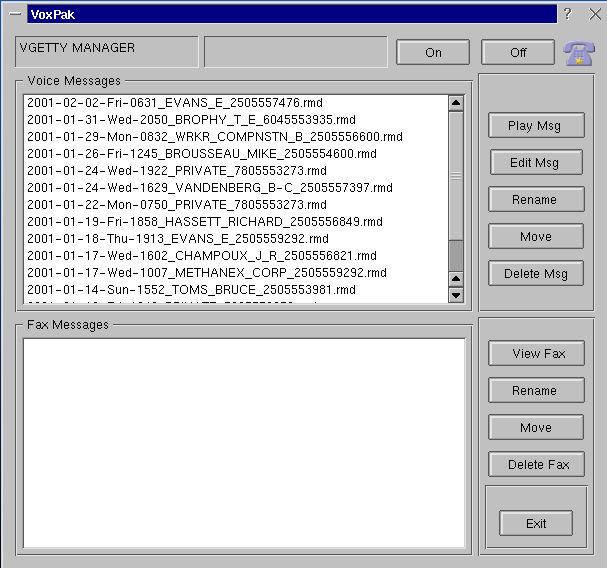 VoxPak ?
VGETTY MANAGER
On
Off
Voice Messages
2001-02-02-Fri-0631_EVANS_E_2505557476.rmd
2001-01-31-Wed-2050_BROPHY_T_E_6045553935.rmd
2001-01-29-Mon-0832_WRKR_COMPNSTN_B_2505556600.rmd
2001-01-26-Fri-1245_BROUSSEAU_MIKE_2505554600.rmd
2001-01-24-Wed-1922_PRIVATE_7805553273.rmd
2001-01-24-Wed-1629_VANDENBERG_B-C_2505557397.rmd
2001-01-22-Mon-0750_PRIVATE_7805553273.rmd
2001-01-19-Fri-1858_HASSETT_RICHARD_2505556849.rmd
2001-01-18-Thu-1913_EVANS_E_2505559292.rmd
2001-01-17-Wed-1602_CHAMPOUX_J_R_2505556821.rmd
2001-01-17-Wed-1007_METHANEX_CORP_2505559292.rmd
2001-01-14-Sun-1552_TOMS_BRUCE_2505553981.rmd
Play Msg
Edit Msg
Rename
Move
Delete Msg
Fax Messages
View Fax
Rename
Move
Delete Fax
Exit